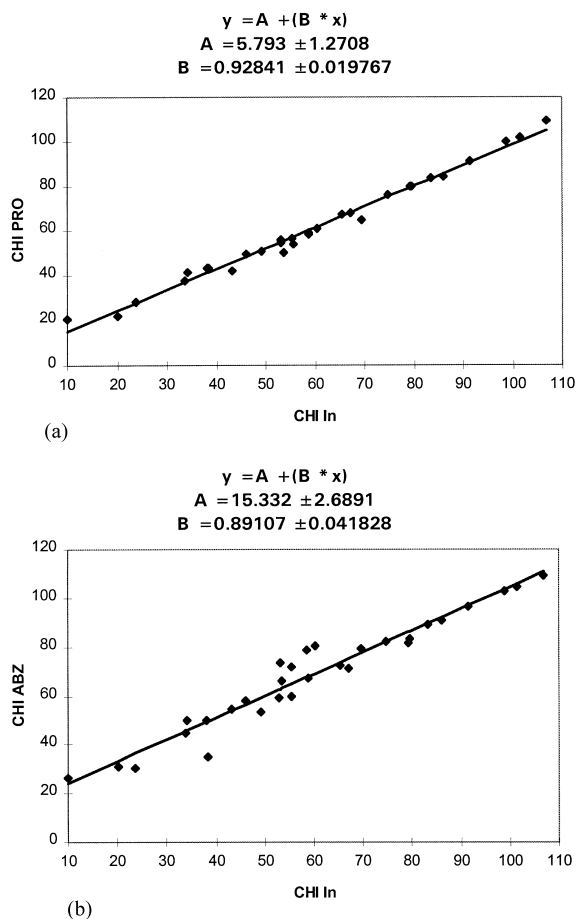 y = A + (B * x)
A = 5.793 ± 1.2708
B = 0.92841 ± 0.019767
120
100
80
60
40
20
0
CHI PRO
10 20 30 40 50 60 70 80 90 100 110
CHI In
(a)
y = A + (B * x)
A = 15.332 ± 2.6891
B = 0.89107 ± 0.041828
120
100
80
60
40
20
0
CHI ABZ
10 20 30 40 50 60 70 80 90 100 110
CHI In
(b)